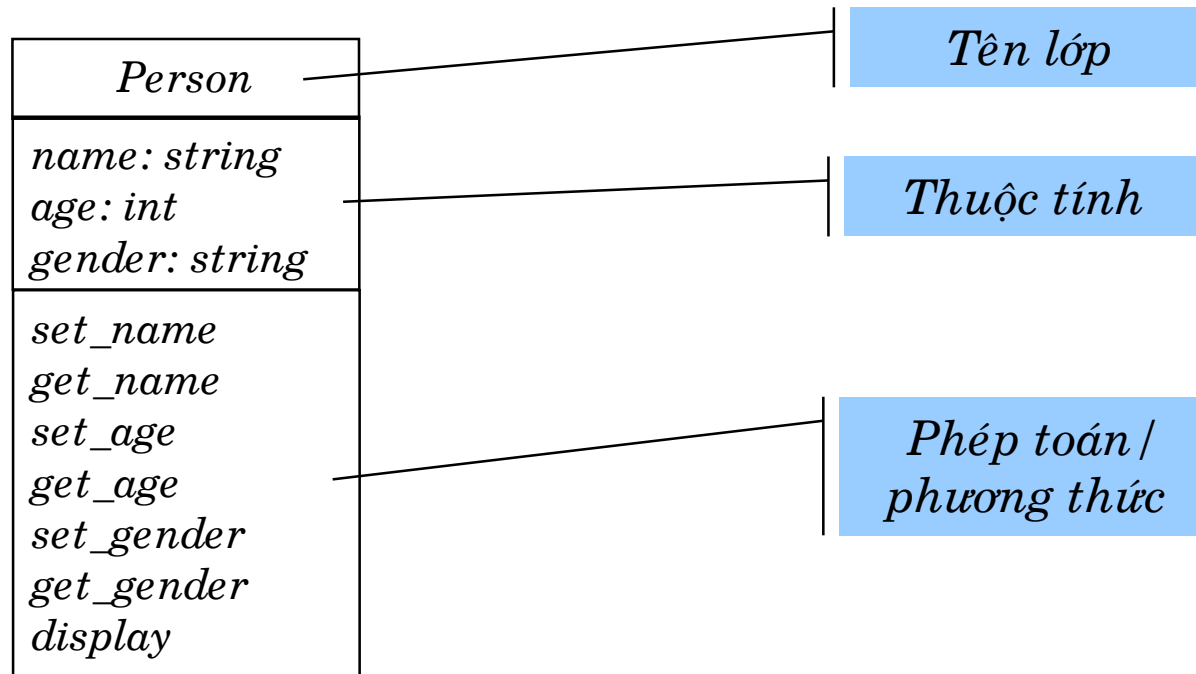 Person
Tên lớp
name: string
age: int
gender: string
Thuộc tính
set_name
get_name
set_age
get_age
set_gender
get_gender
display
Phép toán/
phương thức